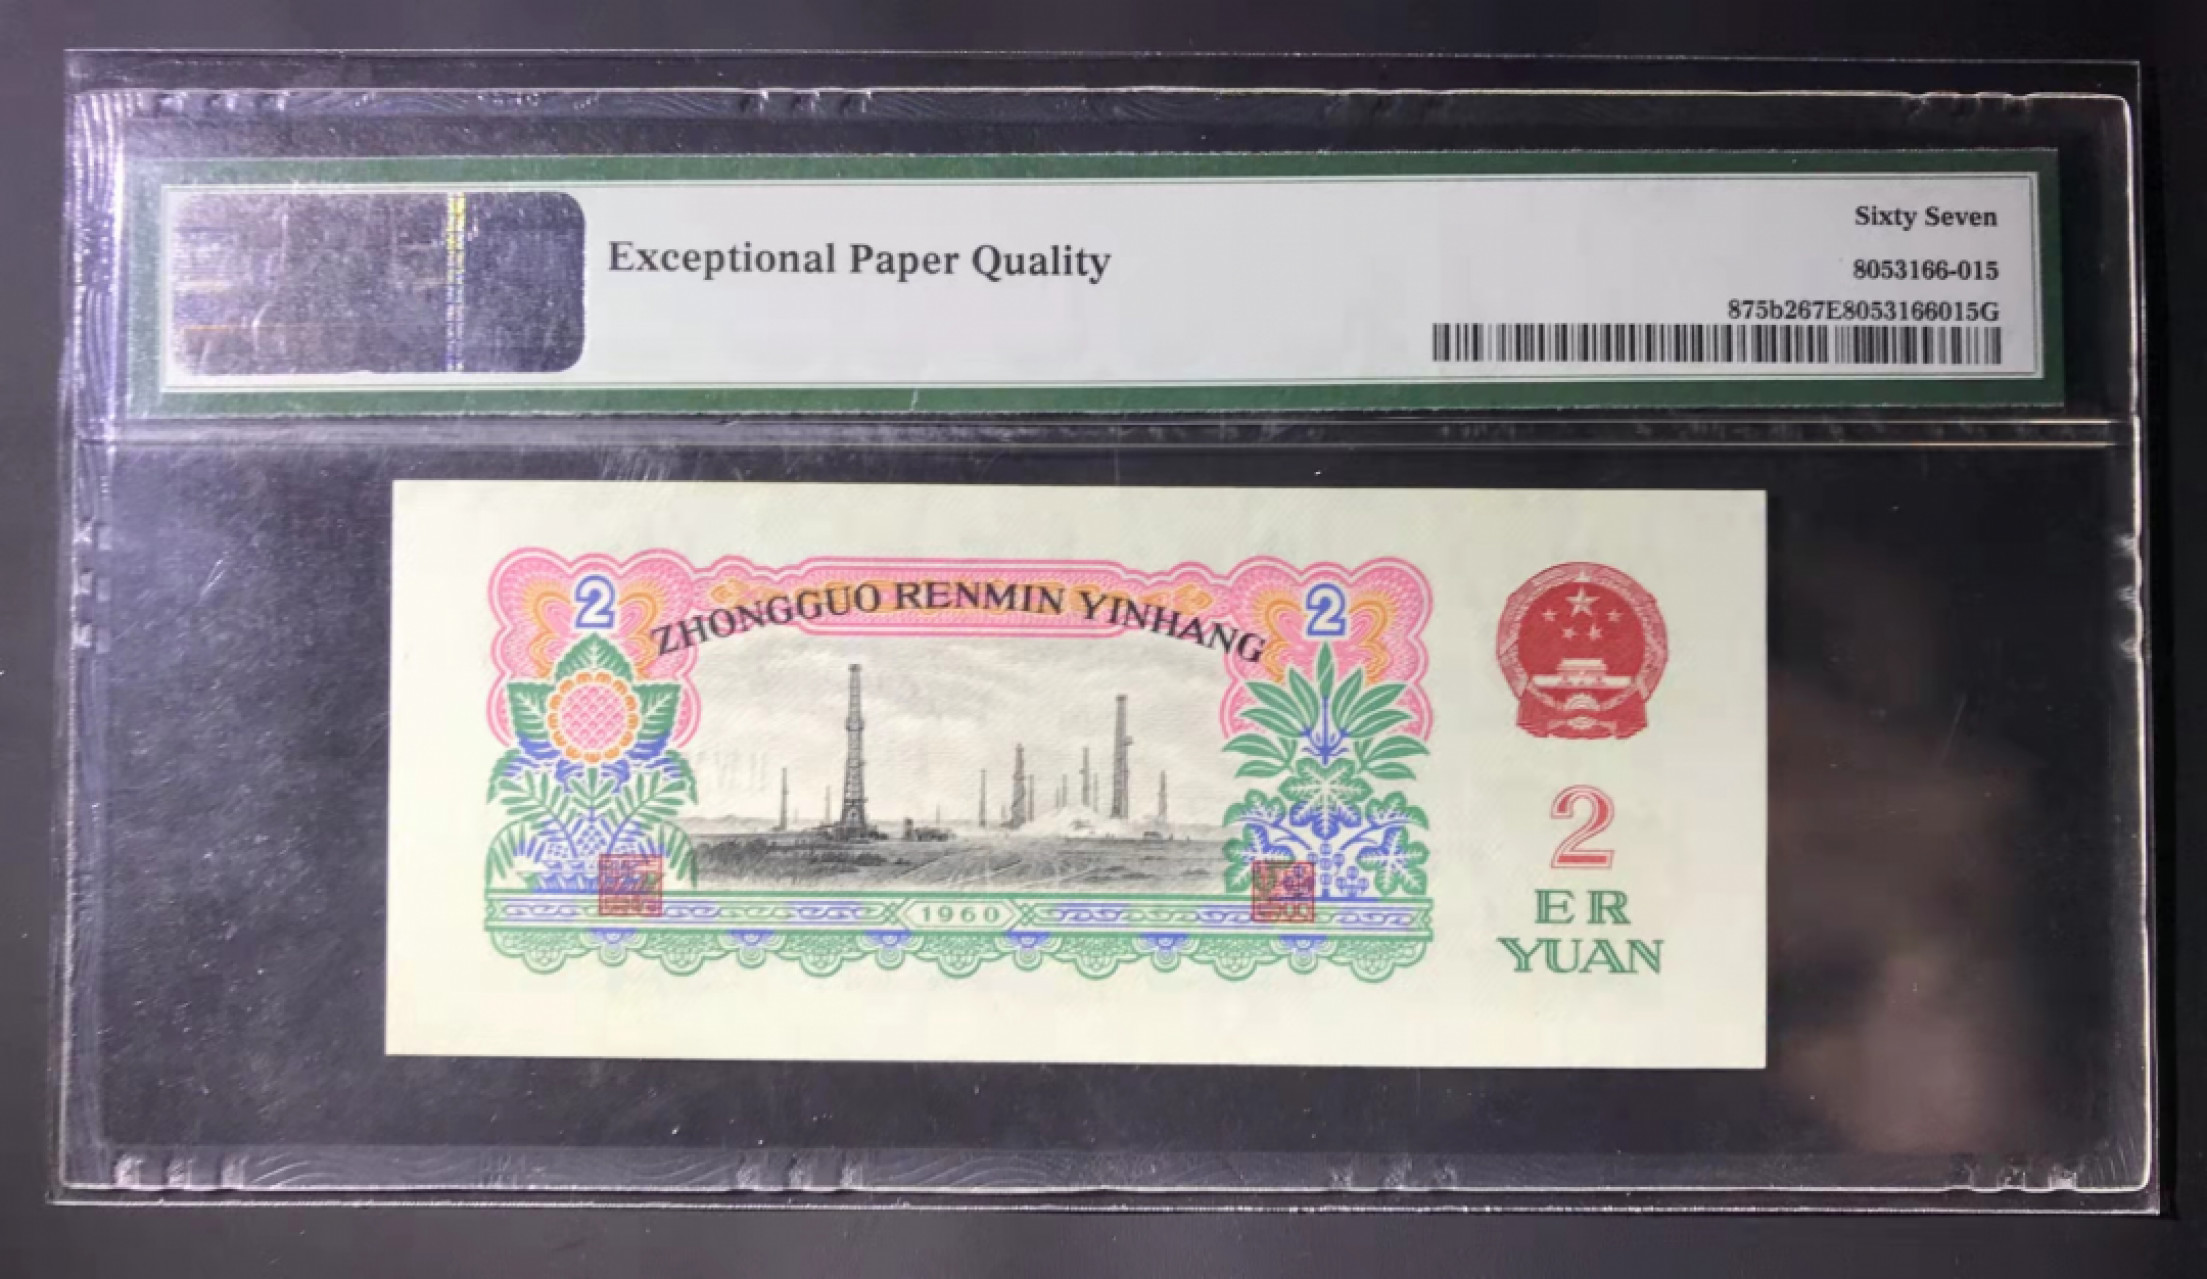 Exceptional Paper Quality
Sixty Seven
8053166-015
875b267E8053166015G
2 ZHONGGUO RENMIN YINHANG 2
2
ER
YUAN
1960